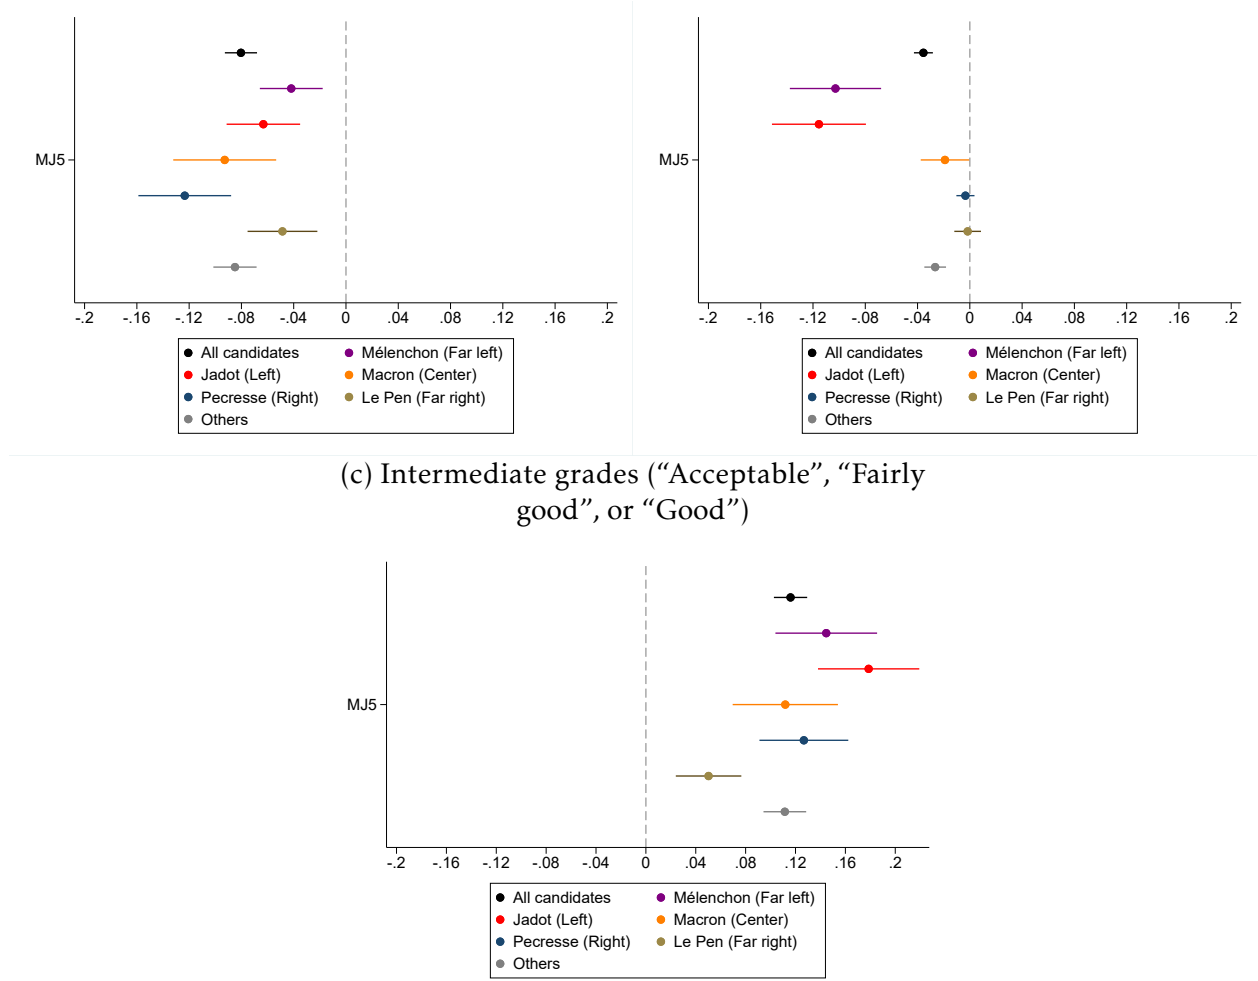 MJ5
-.2 -.16 -.12 -.08 -.04 0 .04 .08 .12 .16 .2
All candidates Mélenchon (Far left)
Jadot (Left) Macron (Center)
Pecresse (Right) Le Pen (Far right)
Others
MJ5
-.2 -.16 -.12 -.08 -.04 0 .04 .08 .12 .16 .2
All candidates Mélenchon (Far left)
Jadot (Left) Macron (Center)
Pecresse (Right) Le Pen (Far right)
Others
(c) Intermediate grades (“Acceptable”, “Fairly
good”, or “Good”)
MJ5
-.2 -.16 -.12 -.08 -.04 0 .04 .08 .12 .16 .2
All candidates Mélenchon (Far left)
Jadot (Left) Macron (Center)
Pecresse (Right) Le Pen (Far right)
Others